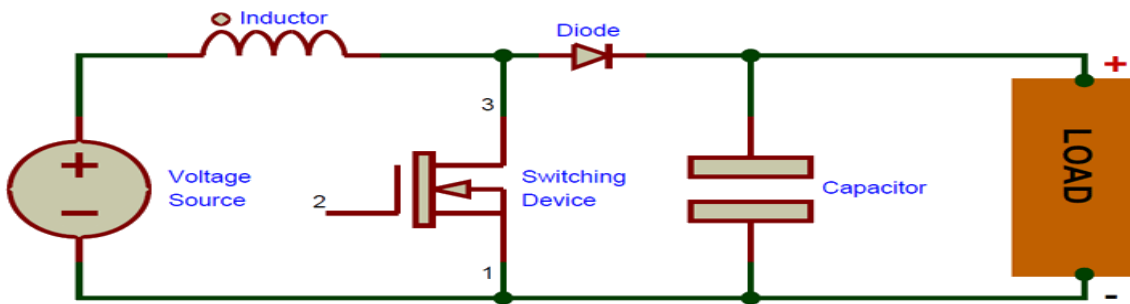 Inductor
Diode
+
3
LOAD
Voltage
Source
Switching
Device
Capacitor
2
1
-